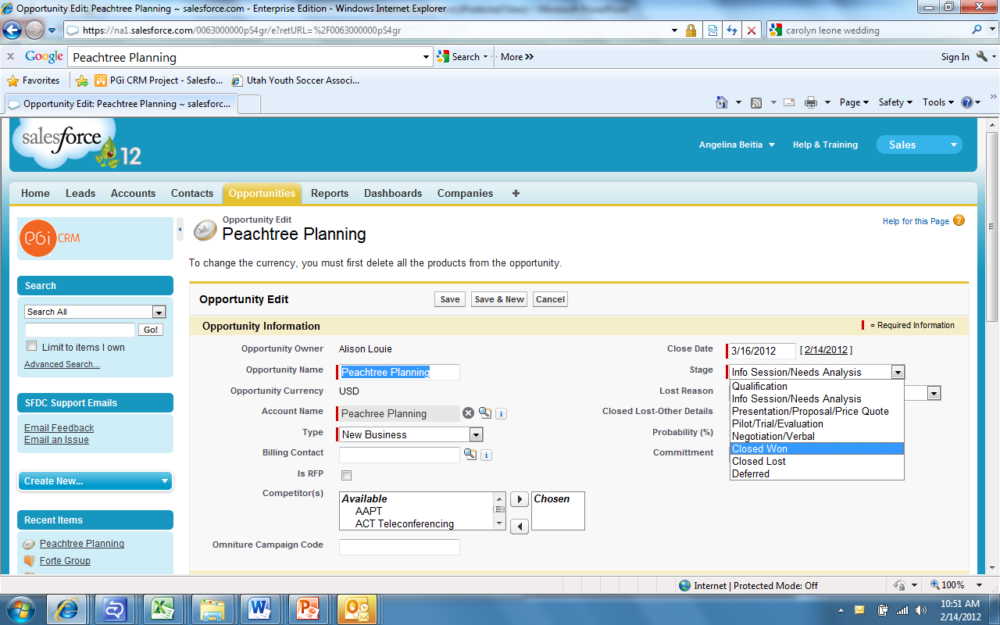 Opportunity Edit: Peachtree Planning ~ salesforce.com - Enterprise Edition - Windows Internet Explorer
https://na1.salesforce.com/0063000000pS4gr/e?retURL=%2F0063000000pS4gr
carolyn leone wedding
x Google Peachtree Planning Search More >> Sign In
Favorites PGi CRM Project - Salesfo... Utah Youth Soccer Associ...
Opportunity Edit: Peachtree Planning ~ salesforc... Page Safety Tools
salesforce 12
Angelina Beitia Help & Training Sales
Home Leads Accounts Contacts Opportunities Reports Dashboards Companies +
PGi CRM
Opportunity Edit
Peachtree Planning
Help for this Page ?
To change the currency, you must first delete all the products from the opportunity.
Search
Search All
Go!
Limit to items I own
Advanced Search...
SFDC Support Emails
Email Feedback
Email an Issue
Create New...
Recent Items
Peachtree Planning
Forte Group
Opportunity Edit Save Save & New Cancel
Opportunity Information = Required Information
Opportunity Owner Alison Louie
Opportunity Name Peachtree Planning
Opportunity Currency USD
Account Name Peachree Planning
Type New Business
Billing Contact
Is RFP
Competitor(s)
Available
AAPT
ACT Teleconferencing
Chosen
Omniture Campaign Code
Close Date 3/16/2012 [ 2/14/2012 ]
Stage Info Session/Needs Analysis
Lost Reason
Closed Lost-Other Details
Probability (%)
Committment
Qualification
Info Session/Needs Analysis
Presentation/Proposal/Price Quote
Pilot/Trial/Evaluation
Negotiation/Verbal
Closed Won
Closed Lost
Deferred
Internet | Protected Mode: Off 100%
10:51 AM
2/14/2012